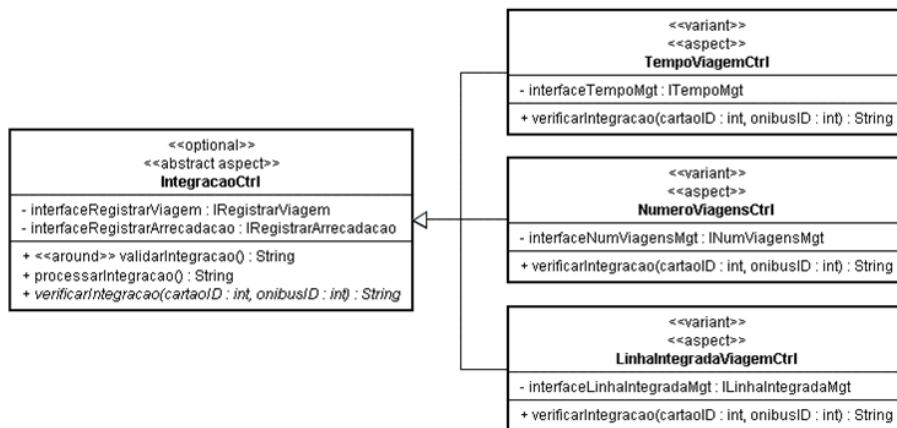 <<optional>>
<<abstract aspect>>
IntegracaoCtrl
- interfaceRegistrarViagem : IRegistrarViagem
- interfaceRegistrarArrecadacao : IRegistrarArrecadacao
+ <<around>> validarIntegracao() : String
+ processarIntegracao() : String
+ verificarIntegracao(cartaoID : int, onibusID : int) : String
<<variant>>
<<aspect>>
TempoViagemCtrl
- interfaceTempoMgt : ITempoMgt
+ verificarIntegracao(cartaoID : int, onibusID : int) : String
<<variant>>
<<aspect>>
NumeroViagensCtrl
- interfaceNumViagensMgt : INumViagensMgt
+ verificarIntegracao(cartaoID : int, onibusID : int) : String
<<variant>>
<<aspect>>
LinhaIntegradaViagemCtrl
- interfaceLinhaIntegradaMgt : ILinhaIntegradaMgt
+ verificarIntegracao(cartaoID : int, onibusID : int) : String